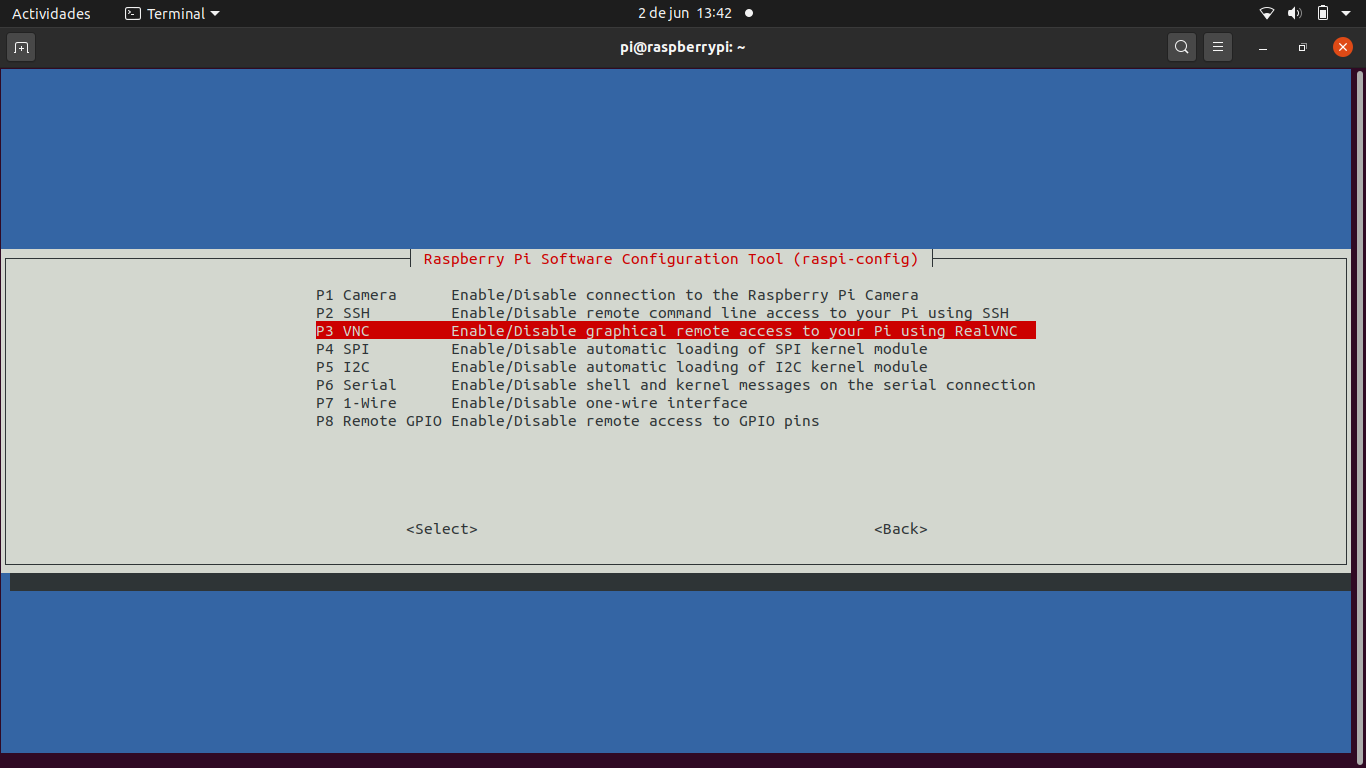 Actividades Terminal 2 de jun 13:42
pi@raspberrypi: ~
Raspberry Pi Software Configuration Tool (raspi-config)
P1 Camera Enable/Disable connection to the Raspberry Pi Camera
P2 SSH Enable/Disable remote command line access to your Pi using SSH
P3 VNC Enable/Disable graphical remote access to your Pi using RealVNC
P4 SPI Enable/Disable automatic loading of SPI kernel module
P5 I2C Enable/Disable automatic loading of I2C kernel module
P6 Serial Enable/Disable shell and kernel messages on the serial connection
P7 1-Wire Enable/Disable one-wire interface
P8 Remote GPIO Enable/Disable remote access to GPIO pins
<Select> <Back>